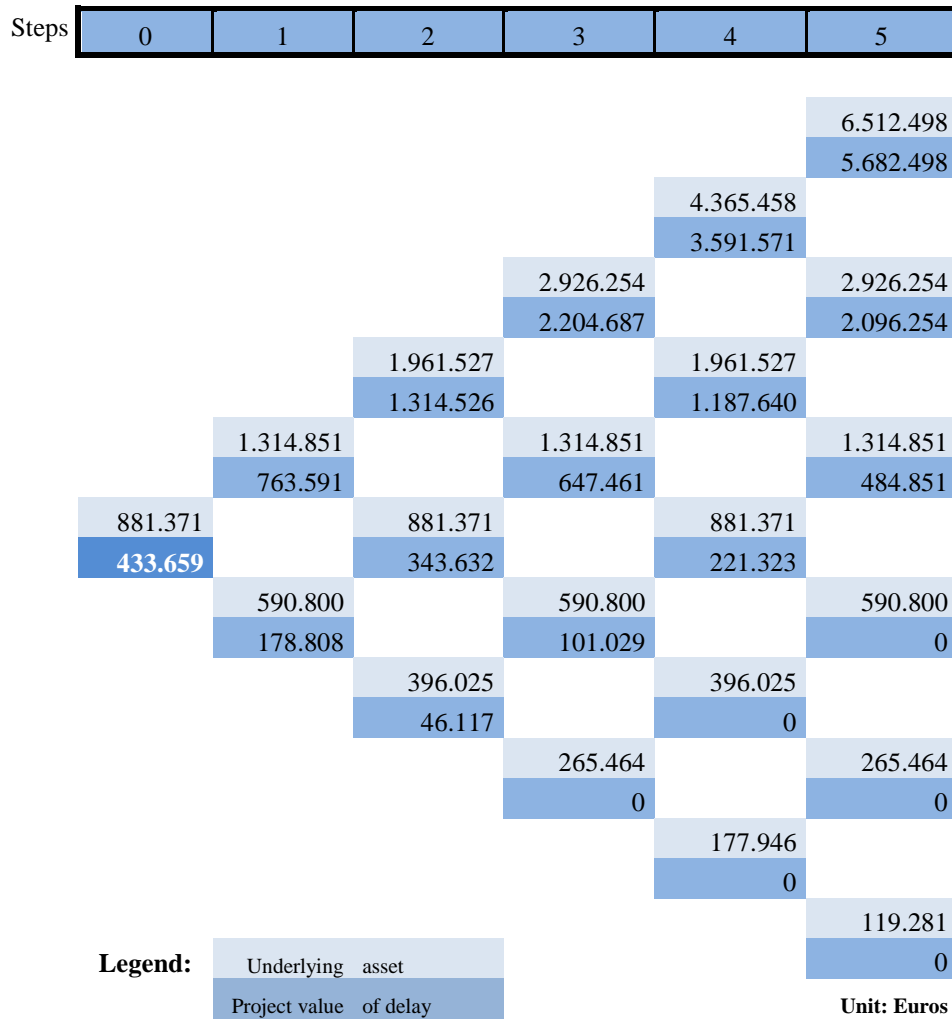 Steps 0 1 2 3 4 5
6.512.498
5.682.498
4.365.458
3.591.571
2.926.254 2.926.254
2.204.687 2.096.254
1.961.527 1.961.527
1.314.526 1.187.640
1.314.851 1.314.851 1.314.851
763.591 647.461 484.851
881.371 881.371 881.371
433.659 343.632 221.323
590.800 590.800 590.800
178.808 101.029 0
396.025 396.025
46.117 0
265.464 265.464
0 0
177.946
0
119.281
Legend: Underlying asset 0
Project value of delay Unit: Euros